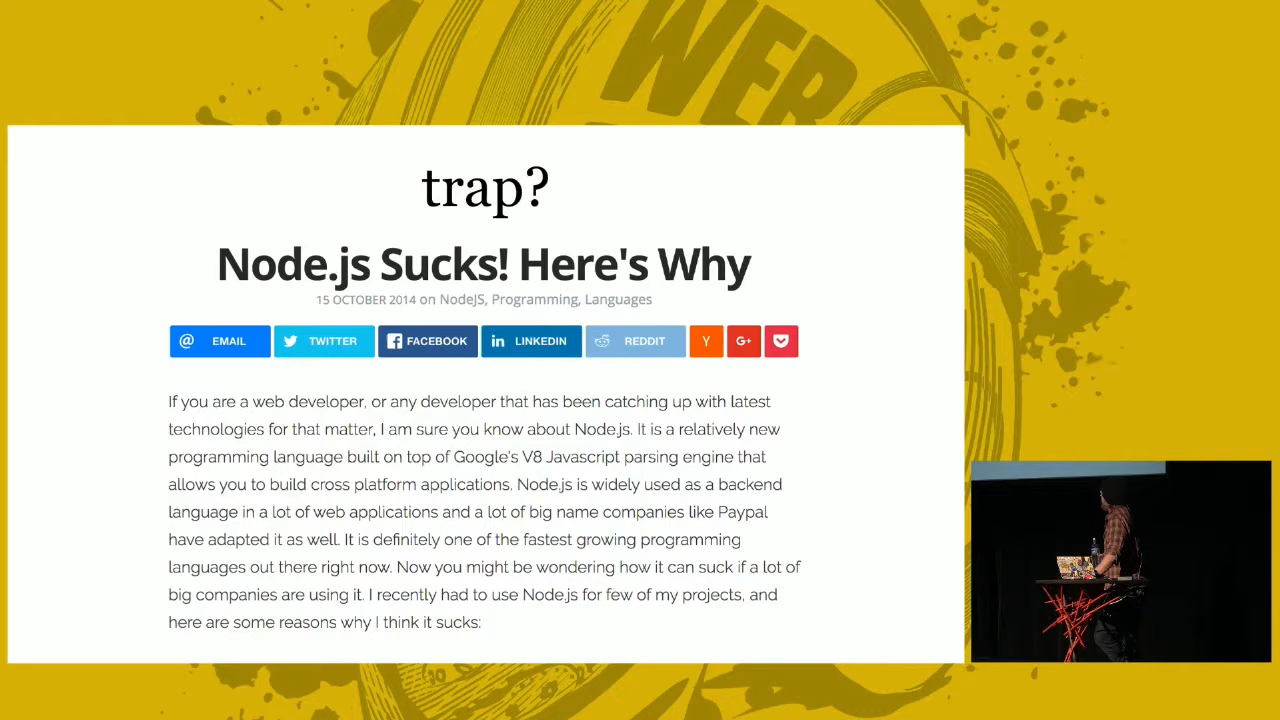 WEB
trap?
Node.js Sucks! Here's Why
15 OCTOBER 2014 on NodeJS, Programming, Languages
@ EMAIL TWITTER FACEBOOK in LINKEDIN REDDIT Y G+
If you are a web developer, or any developer that has been catching up with latest
technologies for that matter, I am sure you know about Node.js. It is a relatively new
programming language built on top of Google's V8 Javascript parsing engine that
allows you to build cross platform applications. Node.js is widely used as a backend
language in a lot of web applications and a lot of big name companies like Paypal
have adapted it as well. It is definitely one of the fastest growing programming
languages out there right now. Now you might be wondering how it can suck if a lot of
big companies are using it. I recently had to use Node.js for few of my projects, and
here are some reasons why I think it sucks: